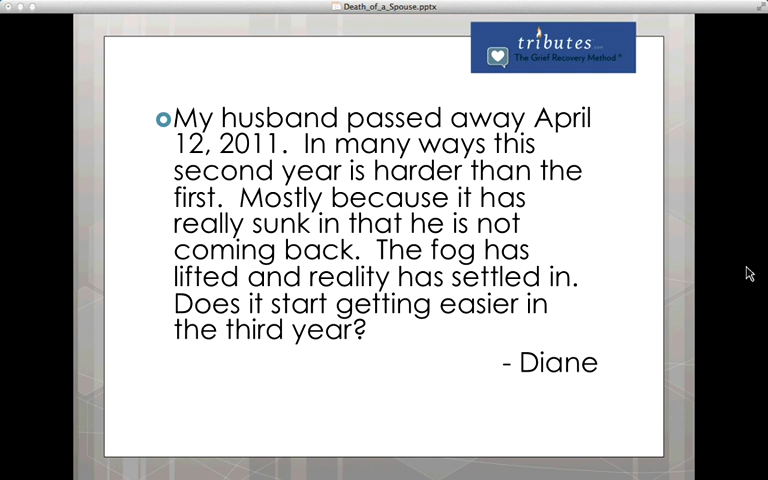 Death_of_a_Spouse.pptx
tributes.com
The Grief Recovery Method®
My husband passed away April
12, 2011.  In many ways this
second year is harder than the
first.  Mostly because it has
really sunk in that he is not
coming back.  The fog has
lifted and reality has settled in.
Does it start getting easier in
the third year?
- Diane